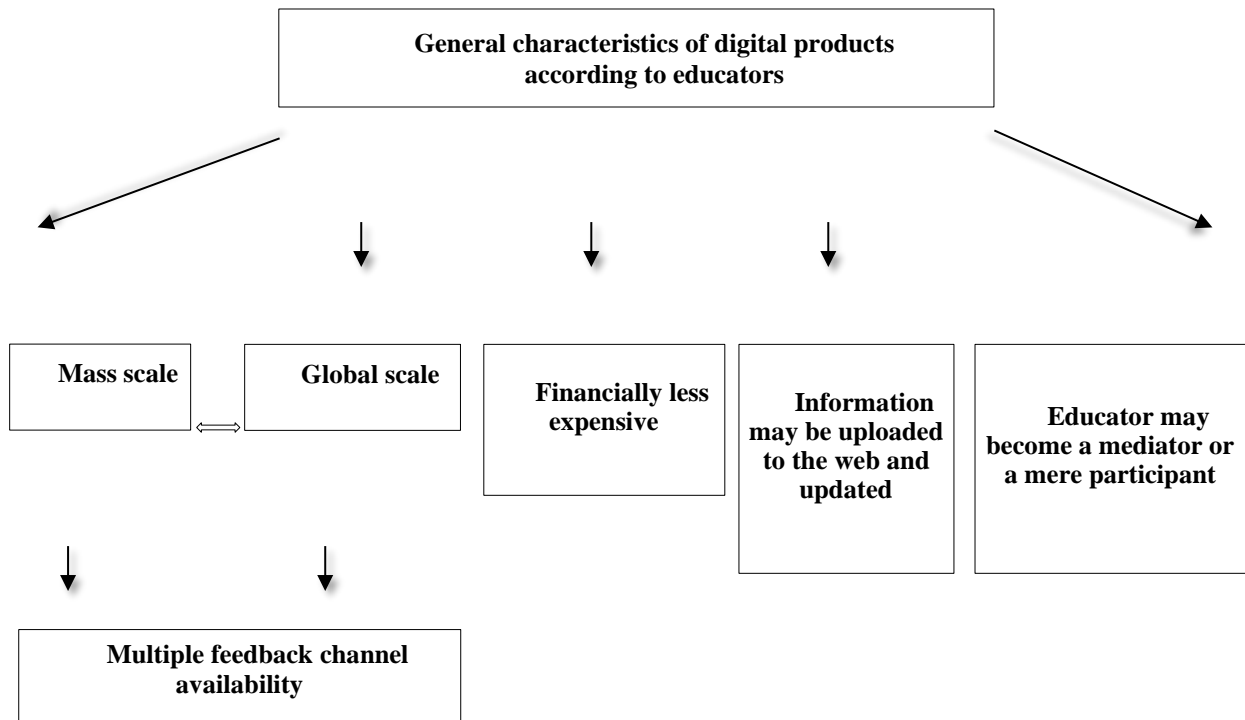 General characteristics of digital products
according to educators
Mass scale
Global scale
Financially less
expensive
Information
may be uploaded
to the web and
updated
Educator may
become a mediator or
a mere participant
Multiple feedback channel
availability